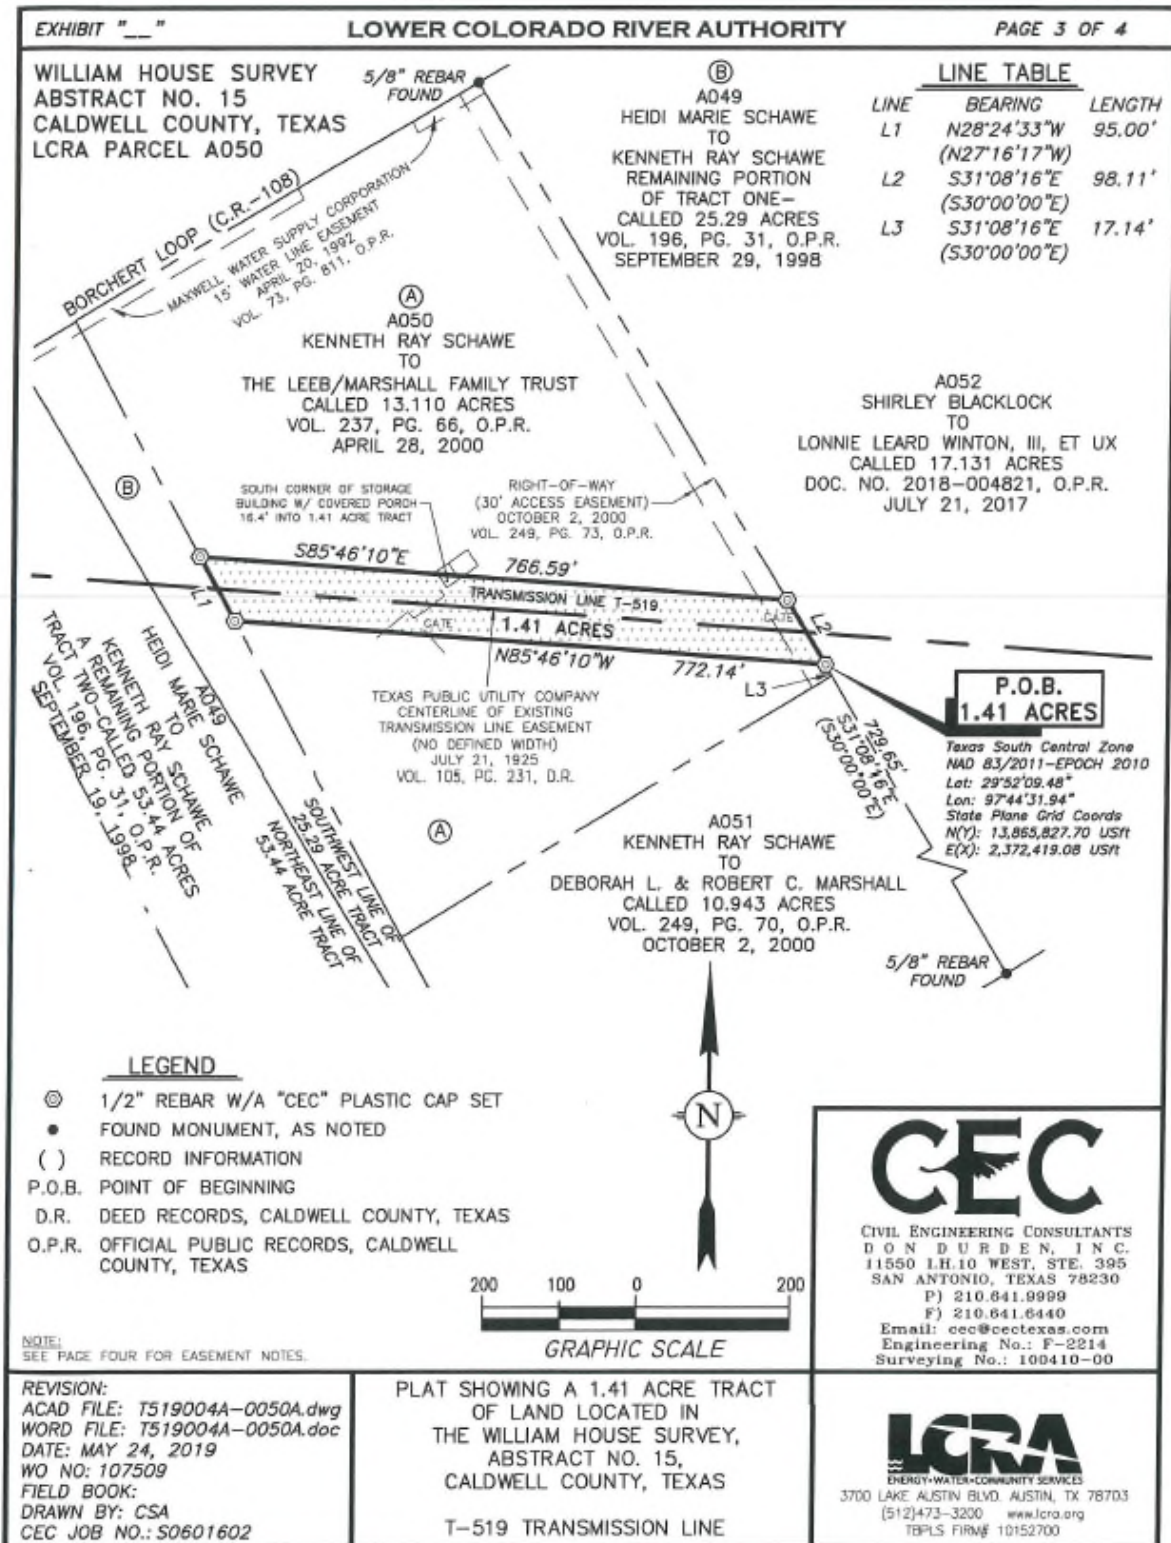 EXHIBIT "__"
LOWER COLORADO RIVER AUTHORITY
PAGE 3 OF 4
WILLIAM HOUSE SURVEY
ABSTRACT NO. 15
CALDWELL COUNTY, TEXAS
LCRA PARCEL A050
5/8" REBAR
FOUND
B
A049
HEIDI MARIE SCHAWE
TO
KENNETH RAY SCHAWE
REMAINING PORTION
OF TRACT ONE-
CALLED 25.29 ACRES
VOL. 196, PG. 31, O.P.R.
SEPTEMBER 29, 1998
LINE TABLE
LINE BEARING LENGTH
L1 N28°24'33"W 95.00'
(N27°16'17"W)
L2 S31°08'16"E 98.11'
(S30°00'00"E)
L3 S31°08'16"E 17.14'
(S30°00'00"E)
BORCHERT LOOP (C.R.-108)
MAXWELL WATER SUPPLY CORPORATION
15' WATER LINE EASEMENT
APRIL 20, 1992
VOL. 73, PG. 811, O.P.R.
A
A050
KENNETH RAY SCHAWE
TO
THE LEEB/MARSHALL FAMILY TRUST
CALLED 13.110 ACRES
VOL. 237, PG. 66, O.P.R.
APRIL 28, 2000
A052
SHIRLEY BLACKLOCK
TO
LONNIE LEARD WINTON, III, ET UX
CALLED 17.131 ACRES
DOC. NO. 2018-004821, O.P.R.
JULY 21, 2017
B
SOUTH CORNER OF STORAGE
BUILDING W/ COVERED PORCH
16.4' INTO 1.41 ACRE TRACT
RIGHT-OF-WAY
(30' ACCESS EASEMENT)
OCTOBER 2, 2000
VOL. 249, PG. 73, O.P.R.
S85°46'10"E
766.59'
L1
TRANSMISSION LINE T-519
GATE
1.41 ACRES
GATE
L2
N85°46'10"W
772.14'
L3
TEXAS PUBLIC UTILITY COMPANY
CENTERLINE OF EXISTING
TRANSMISSION LINE EASEMENT
(NO DEFINED WIDTH)
JULY 21, 1925
VOL. 105, PG. 231, D.R.
P.O.B.
1.41 ACRES
Texas South Central Zone
NAD 83/2011-EPOCH 2010
Lat: 29°52'09.48"
Lon: 97°44'31.94"
State Plane Grid Coords
N(Y): 13,865,827.70 USft
E(X): 2,372,419.08 USft
729.65'
S31°08'16"E
(S30°00'00"E)
A049
HEIDI MARIE SCHAWE
TO
KENNETH RAY SCHAWE
A REMAINING PORTION OF
TRACT TWO-CALLED 53.44 ACRES
VOL. 196, PG. 31, O.P.R.
SEPTEMBER 19, 1998
SOUTHWEST LINE OF
25.29 ACRE TRACT
NORTHEAST LINE OF
53.44 ACRE TRACT
A
A051
KENNETH RAY SCHAWE
TO
DEBORAH L. & ROBERT C. MARSHALL
CALLED 10.943 ACRES
VOL. 249, PG. 70, O.P.R.
OCTOBER 2, 2000
5/8" REBAR
FOUND
LEGEND
1/2" REBAR W/A "CEC" PLASTIC CAP SET
FOUND MONUMENT, AS NOTED
( ) RECORD INFORMATION
P.O.B. POINT OF BEGINNING
D.R. DEED RECORDS, CALDWELL COUNTY, TEXAS
O.P.R. OFFICIAL PUBLIC RECORDS, CALDWELL
COUNTY, TEXAS
N
200 100 0 200
GRAPHIC SCALE
NOTE:
SEE PAGE FOUR FOR EASEMENT NOTES.
CEC
CIVIL ENGINEERING CONSULTANTS
DON DURDEN, INC.
11550 I.H.10 WEST, STE. 395
SAN ANTONIO, TEXAS 78230
P) 210.641.9999
F) 210.641.6440
Email: cec@cectexas.com
Engineering No.: F-2214
Surveying No.: 100410-00
REVISION:
ACAD FILE: T519004A-0050A.dwg
WORD FILE: T519004A-0050A.doc
DATE: MAY 24, 2019
WO NO: 107509
FIELD BOOK:
DRAWN BY: CSA
CEC JOB NO.: S0601602
PLAT SHOWING A 1.41 ACRE TRACT
OF LAND LOCATED IN
THE WILLIAM HOUSE SURVEY,
ABSTRACT NO. 15,
CALDWELL COUNTY, TEXAS
T-519 TRANSMISSION LINE
LCRA
ENERGY•WATER•COMMUNITY SERVICES
3700 LAKE AUSTIN BLVD. AUSTIN, TX 78703
(512)473-3200 www.lcra.org
TBPLS FIRM# 10152700